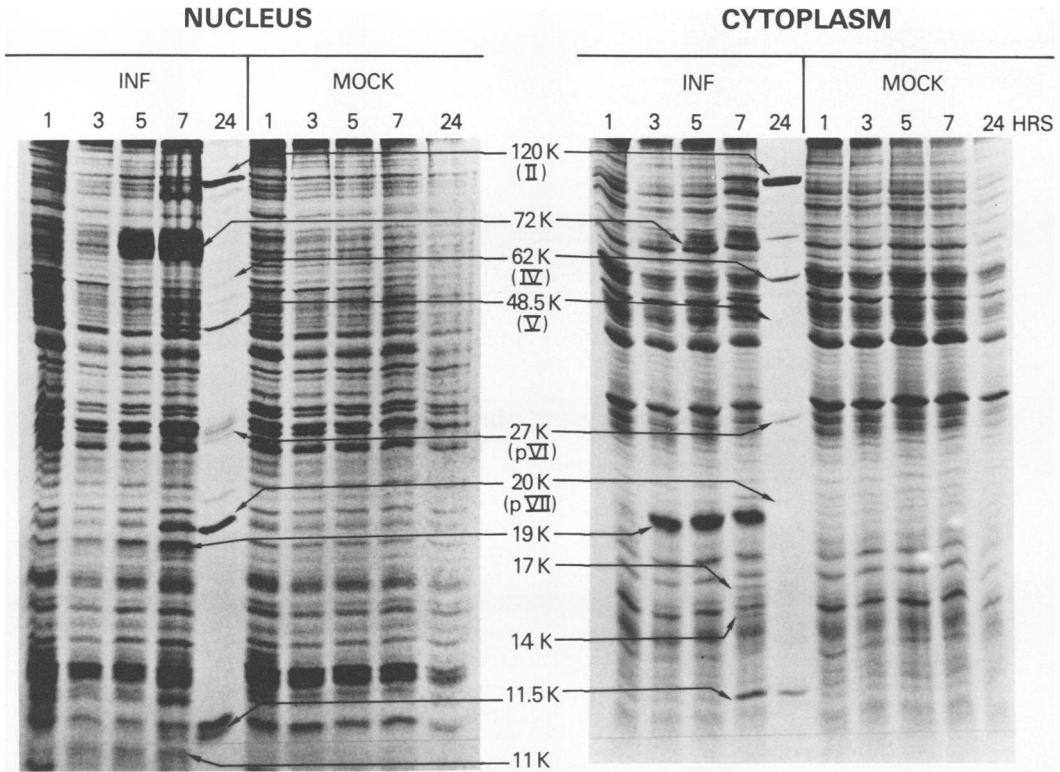 NUCLEUS CYTOPLASM
INF MOCK INF MOCK
1 3 5 7 24 1 3 5 7 24 1 3 5 7 24 1 3 5 7 24 HRS
120 K
(II)
72 K
62 K
(IV)
48.5 K
(V)
27 K
(pVI)
20 K
(p VII)
19 K
17 K
14 K
11.5 K
11 K